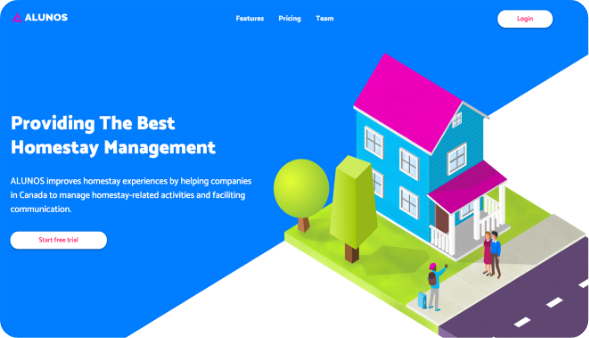 ALUNOS
Features Pricing Team
Login
Providing The Best
Homestay Management
ALUNOS improves homestay experiences by helping companies
in Canada to manage homestay-related activities and faciliting
communication.
Start free trial